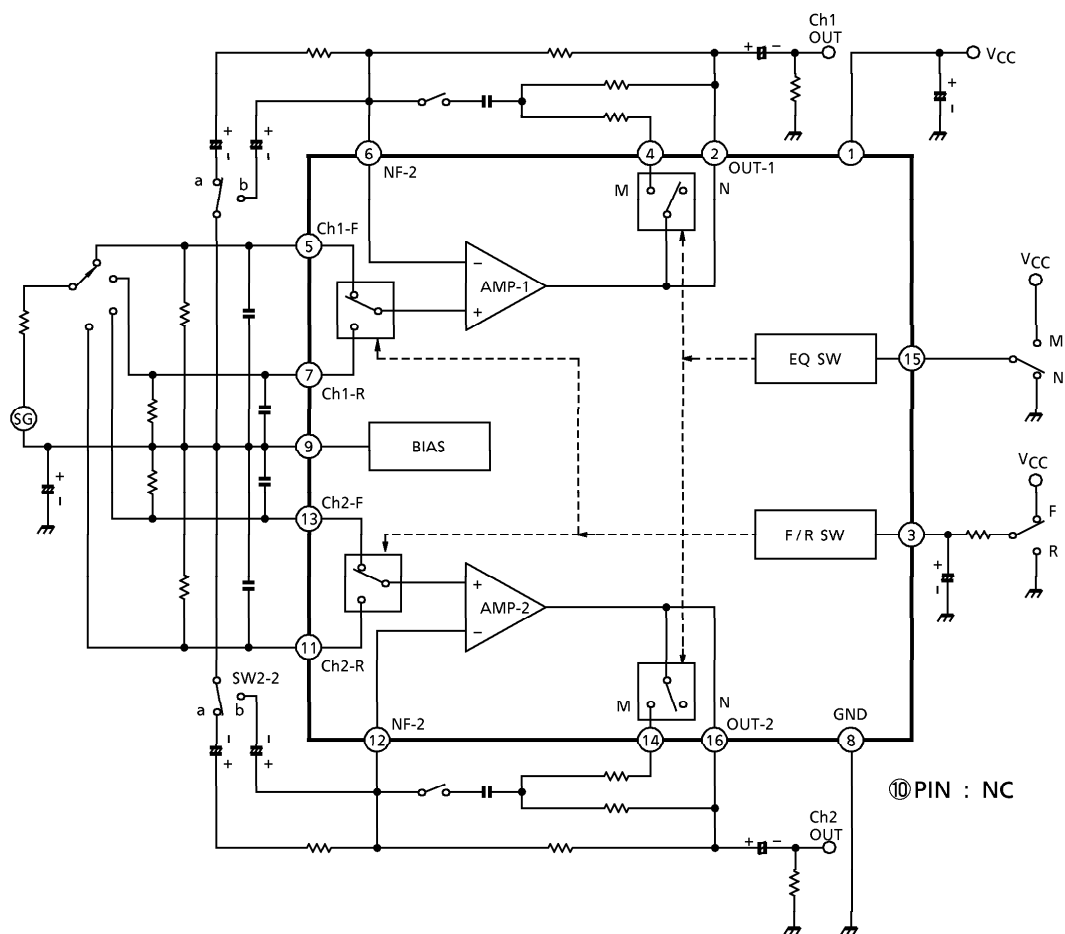 Ch1
OUT
+ −
VCC
+ −
+ −
+ −
6
4
2
1
NF-2
OUT-1
a
b
M
N
Ch1-F
5
−
AMP-1
+
VCC
M
N
EQ SW
15
7
Ch1-R
SG
9
BIAS
+ −
VCC
F
R
Ch2-F
13
F/R SW
3
+ −
+
AMP-2
−
11
Ch2-R
SW2-2
a
b
M
N
NF-2
OUT-2
GND
12
14
16
8
− +
− +
⑩PIN : NC
Ch2
OUT
+ −